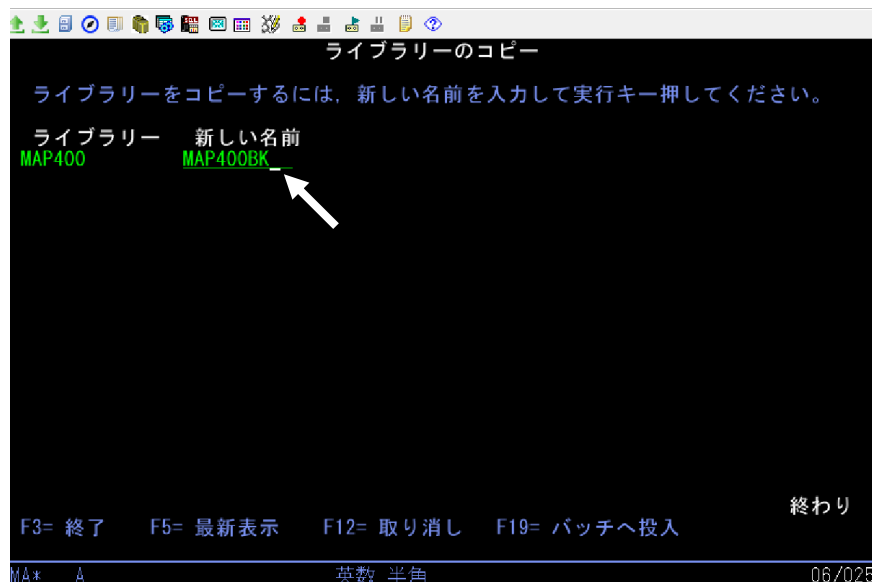 ライブラリーのコピー
ライブラリーをコピーするには, 新しい名前を入力して実行キー押してください。
ライブラリー 新しい名前
MAP400 MAP400BK_
終わり
F3= 終了 F5= 最新表示 F12= 取り消し F19= バッチへ投入
MA* A 英数 半角 06/025